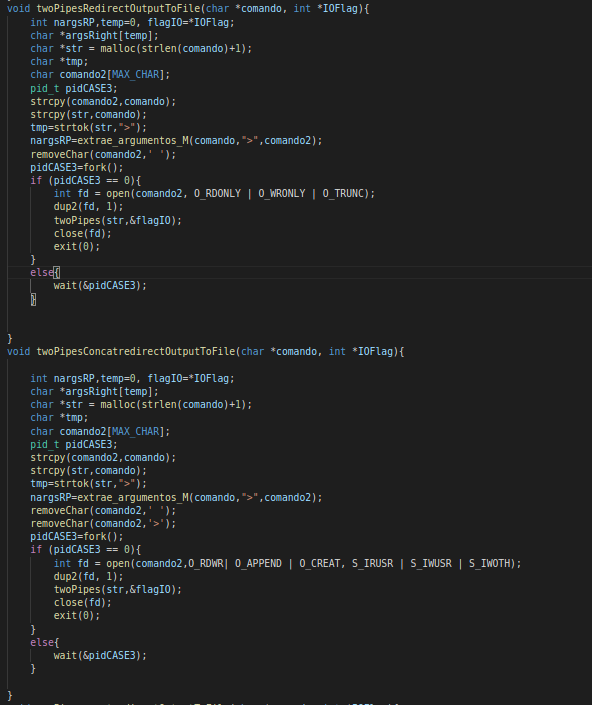 void twoPipesRedirectOutputToFile(char *comando, int *IOFlag){
    int nargsRP,temp=0, flagIO=*IOFlag;
    char *argsRight[temp];
    char *str = malloc(strlen(comando)+1);
    char *tmp;
    char comando2[MAX_CHAR];
    pid_t pidCASE3;
    strcpy(comando2,comando);
    strcpy(str,comando);
    tmp=strtok(str,">");
    nargsRP=extrae_argumentos_M(comando,">",comando2);
    removeChar(comando2,' ');
    pidCASE3=fork();
    if (pidCASE3 == 0){
        int fd = open(comando2, O_RDONLY | O_WRONLY | O_TRUNC);
        dup2(fd, 1);
        twoPipes(str,&flagIO);
        close(fd);
        exit(0);
    }
    else{
        wait(&pidCASE3);
    }
}
void twoPipesConcatredirectOutputToFile(char *comando, int *IOFlag){
    int nargsRP,temp=0, flagIO=*IOFlag;
    char *argsRight[temp];
    char *str = malloc(strlen(comando)+1);
    char *tmp;
    char comando2[MAX_CHAR];
    pid_t pidCASE3;
    strcpy(comando2,comando);
    strcpy(str,comando);
    tmp=strtok(str,">");
    nargsRP=extrae_argumentos_M(comando,">",comando2);
    removeChar(comando2,' ');
    removeChar(comando2,'>');
    pidCASE3=fork();
    if (pidCASE3 == 0){
        int fd = open(comando2,O_RDWR| O_APPEND | O_CREAT, S_IRUSR | S_IWUSR | S_IWOTH);
        dup2(fd, 1);
        twoPipes(str,&flagIO);
        close(fd);
        exit(0);
    }
    else{
        wait(&pidCASE3);
    }
}